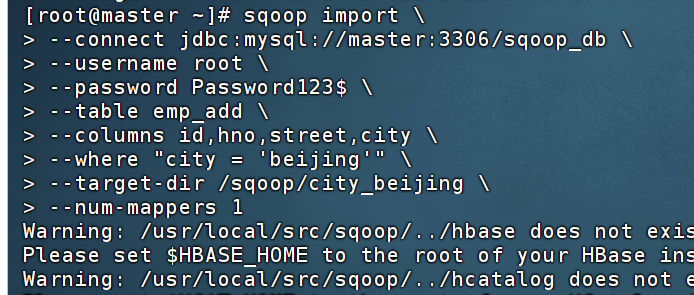 [root@master ~]# sqoop import \
> --connect jdbc:mysql://master:3306/sqoop_db \
> --username root \
> --password Password123$ \
> --table emp_add \
> --columns id,hno,street,city \
> --where "city = 'beijing'" \
> --target-dir /sqoop/city_beijing \
> --num-mappers 1
Warning: /usr/local/src/sqoop/../hbase does not exis
Please set $HBASE_HOME to the root of your HBase ins
Warning: /usr/local/src/sqoop/../hcatalog does not e